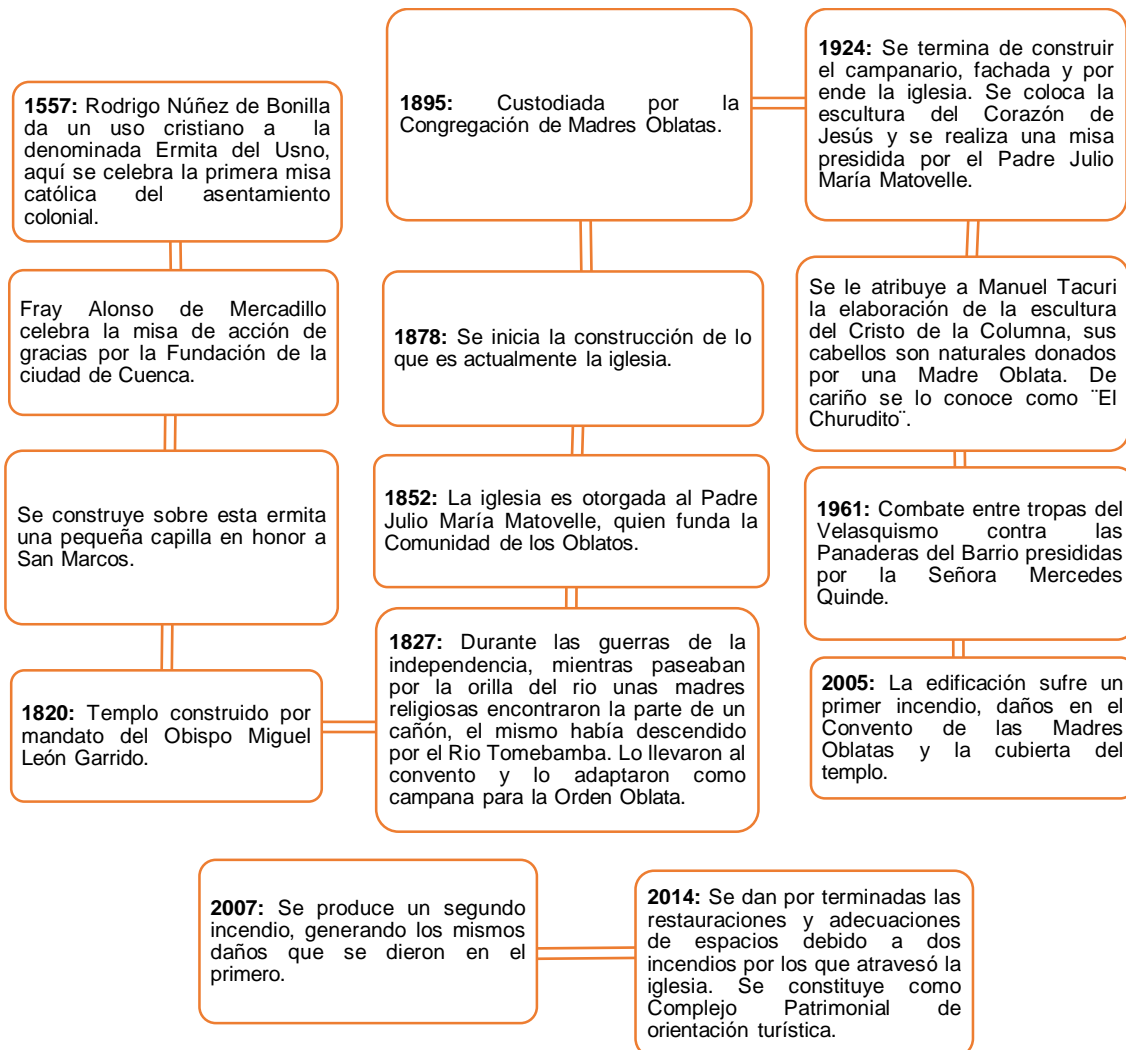 1557: Rodrigo Núñez de Bonilla
da un uso cristiano a la
denominada Ermita del Usno,
aquí se celebra la primera misa
católica del asentamiento
colonial.
Fray Alonso de Mercadillo
celebra la misa de acción de
gracias por la Fundación de la
ciudad de Cuenca.
Se construye sobre esta ermita
una pequeña capilla en honor a
San Marcos.
1820: Templo construido por
mandato del Obispo Miguel
León Garrido.
1827: Durante las guerras de la
independencia, mientras paseaban
por la orilla del rio unas madres
religiosas encontraron la parte de un
cañón, el mismo había descendido
por el Rio Tomebamba. Lo llevaron al
convento y lo adaptaron como
campana para la Orden Oblata.
1852: La iglesia es otorgada al Padre
Julio María Matovelle, quien funda la
Comunidad de los Oblatos.
1878: Se inicia la construcción de lo
que es actualmente la iglesia.
1895: Custodiada por la
Congregación de Madres Oblatas.
1924: Se termina de construir
el campanario, fachada y por
ende la iglesia. Se coloca la
escultura del Corazón de
Jesús y se realiza una misa
presidida por el Padre Julio
María Matovelle.
Se le atribuye a Manuel Tacuri
la elaboración de la escultura
del Cristo de la Columna, sus
cabellos son naturales donados
por una Madre Oblata. De
cariño se lo conoce como ¨El
Churudito¨.
1961: Combate entre tropas del
Velasquismo contra las
Panaderas del Barrio presididas
por la Señora Mercedes
Quinde.
2005: La edificación sufre un
primer incendio, daños en el
Convento de las Madres
Oblatas y la cubierta del
templo.
2007: Se produce un segundo
incendio, generando los mismos
daños que se dieron en el
primero.
2014: Se dan por terminadas las
restauraciones y adecuaciones
de espacios debido a dos
incendios por los que atravesó la
iglesia. Se constituye como
Complejo Patrimonial de
orientación turística.